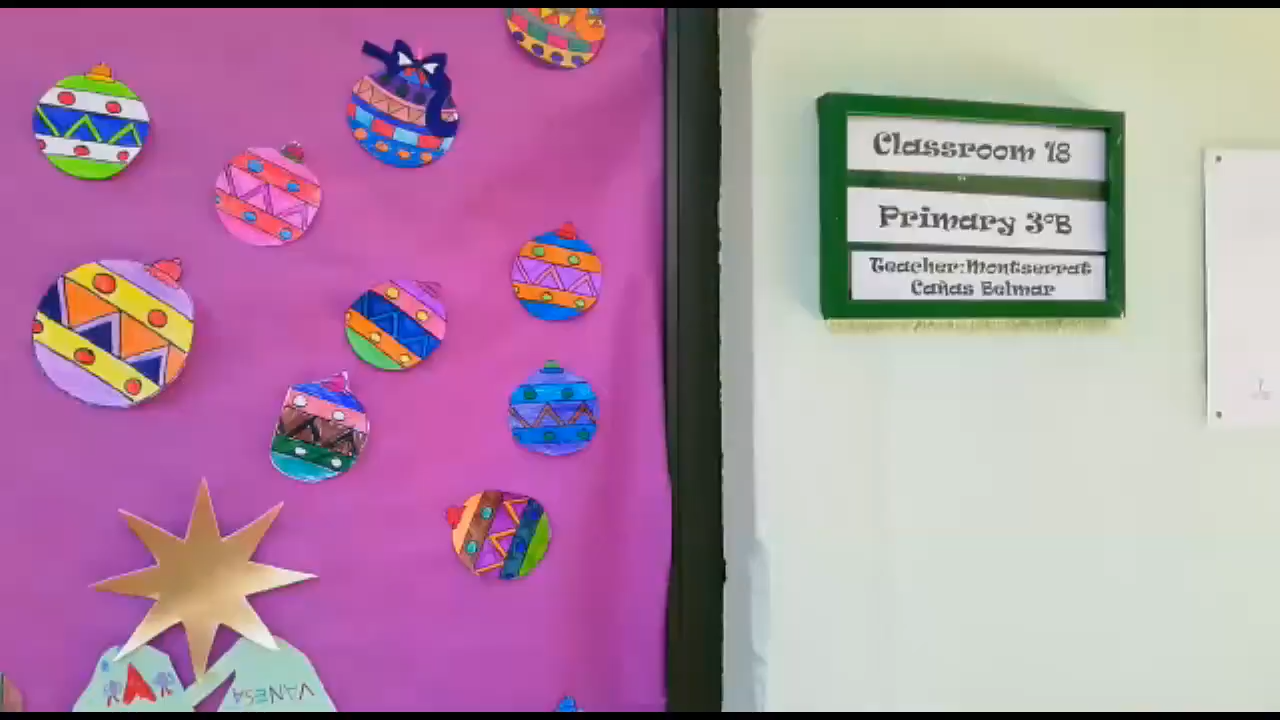 Classroom 18
Primary 3ºB
Teacher:Montserrat
Cañas Belmar
VANESA